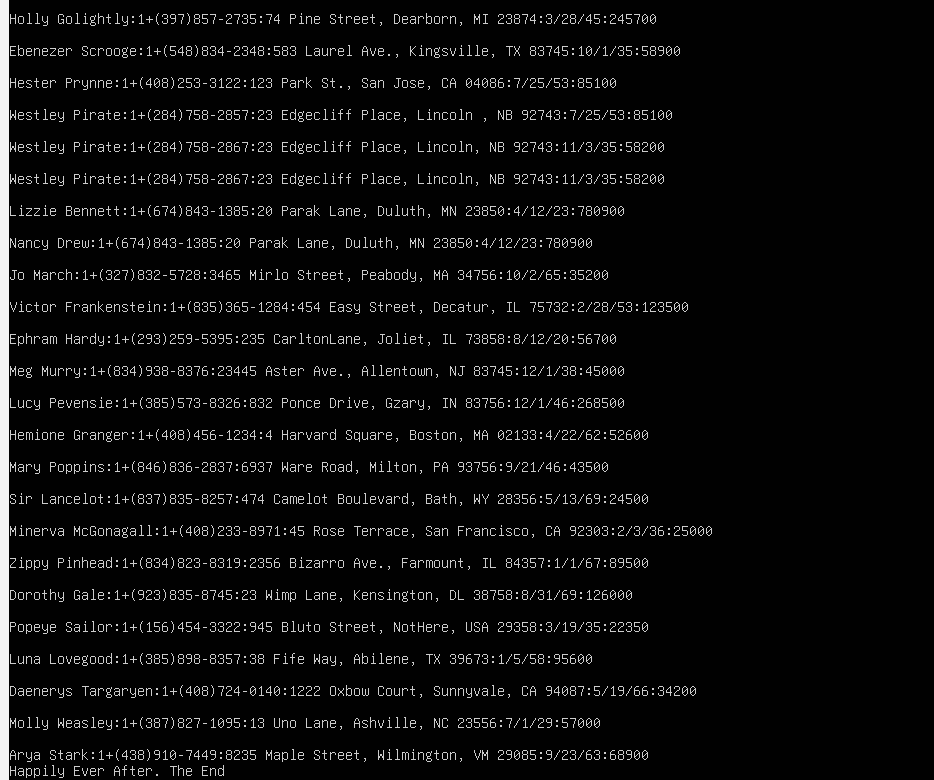 Holly Golightly:1+(397)857-2735:74 Pine Street, Dearborn, MI 23874:3/28/45:245700
Ebenezer Scrooge:1+(548)834-2348:583 Laurel Ave., Kingsville, TX 83745:10/1/35:58900
Hester Prynne:1+(408)253-3122:123 Park St., San Jose, CA 04086:7/25/53:85100
Westley Pirate:1+(284)758-2857:23 Edgecliff Place, Lincoln , NB 92743:7/25/53:85100
Westley Pirate:1+(284)758-2867:23 Edgecliff Place, Lincoln, NB 92743:11/3/35:58200
Westley Pirate:1+(284)758-2867:23 Edgecliff Place, Lincoln, NB 92743:11/3/35:58200
Lizzie Bennett:1+(674)843-1385:20 Parak Lane, Duluth, MN 23850:4/12/23:780900
Nancy Drew:1+(674)843-1385:20 Parak Lane, Duluth, MN 23850:4/12/23:780900
Jo March:1+(327)832-5728:3465 Mirlo Street, Peabody, MA 34756:10/2/65:35200
Victor Frankenstein:1+(835)365-1284:454 Easy Street, Decatur, IL 75732:2/28/53:123500
Ephram Hardy:1+(293)259-5395:235 CarltonLane, Joliet, IL 73858:8/12/20:56700
Meg Murry:1+(834)938-8376:23445 Aster Ave., Allentown, NJ 83745:12/1/38:45000
Lucy Pevensie:1+(385)573-8326:832 Ponce Drive, Gzary, IN 83756:12/1/46:268500
Hemione Granger:1+(408)456-1234:4 Harvard Square, Boston, MA 02133:4/22/62:52600
Mary Poppins:1+(846)836-2837:6937 Ware Road, Milton, PA 93756:9/21/46:43500
Sir Lancelot:1+(837)835-8257:474 Camelot Boulevard, Bath, WY 28356:5/13/69:24500
Minerva McGonagall:1+(408)233-8971:45 Rose Terrace, San Francisco, CA 92303:2/3/36:25000
Zippy Pinhead:1+(834)823-8319:2356 Bizarro Ave., Farmount, IL 84357:1/1/67:89500
Dorothy Gale:1+(923)835-8745:23 Wimp Lane, Kensington, DL 38758:8/31/69:126000
Popeye Sailor:1+(156)454-3322:945 Bluto Street, NotHere, USA 29358:3/19/35:22350
Luna Lovegood:1+(385)898-8357:38 Fife Way, Abilene, TX 39673:1/5/58:95600
Daenerys Targaryen:1+(408)724-0140:1222 Oxbow Court, Sunnyvale, CA 94087:5/19/66:34200
Molly Weasley:1+(387)827-1095:13 Uno Lane, Ashville, NC 23556:7/1/29:57000
Arya Stark:1+(438)910-7449:8235 Maple Street, Wilmington, VM 29085:9/23/63:68900
Happily Ever After. The End